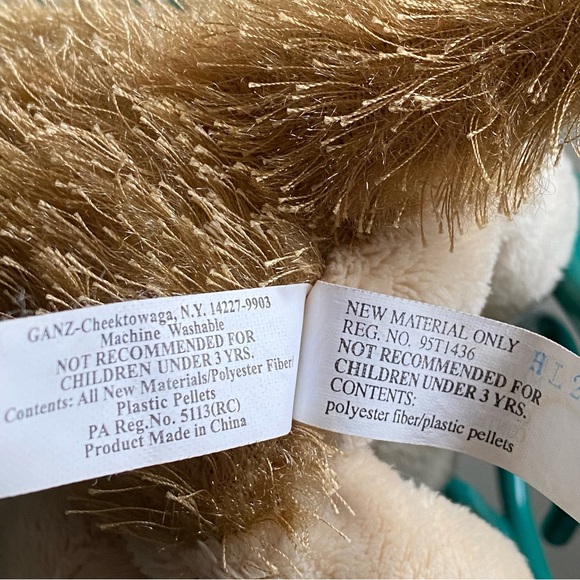 GANZ-Cheektowaga, N.Y. 14227-9903
Machine Washable
NOT RECOMMENDED FOR
CHILDREN UNDER 3 YRS.
Contents: All New Materials/Polyester Fiber
Plastic Pellets
PA Reg.No. 5113(RC)
Product Made in China
NEW MATERIAL ONLY
REG. NO. 95T1436
NOT RECOMMENDED FOR
CHILDREN UNDER 3 YRS.
CONTENTS:
polyester fiber/plastic pellets